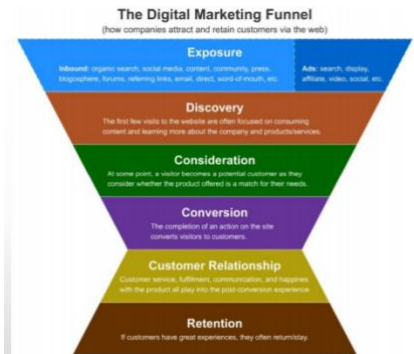 The Digital Marketing Funnel
(how companies attract and retain customers via the web)
Exposure
Inbound: organic search, social media, content, community, press,
blogosphere, forums, referring links, email, direct, word-of-mouth, etc.
Ads: search, display,
affiliate, video, social, etc.
Discovery
The first few visits to the website are often focused on consuming
content and learning more about the company and products/services.
Consideration
At some point, a visitor becomes a potential customer as they
consider whether the product offered is a match for their needs.
Conversion
The completion of an action on the site
converts visitors to customers.
Customer Relationship
Customer service, fulfillment, communication, and happines
with the product all play into the post-conversion experience
Retention
If customers have great experiences, they often return/stay.